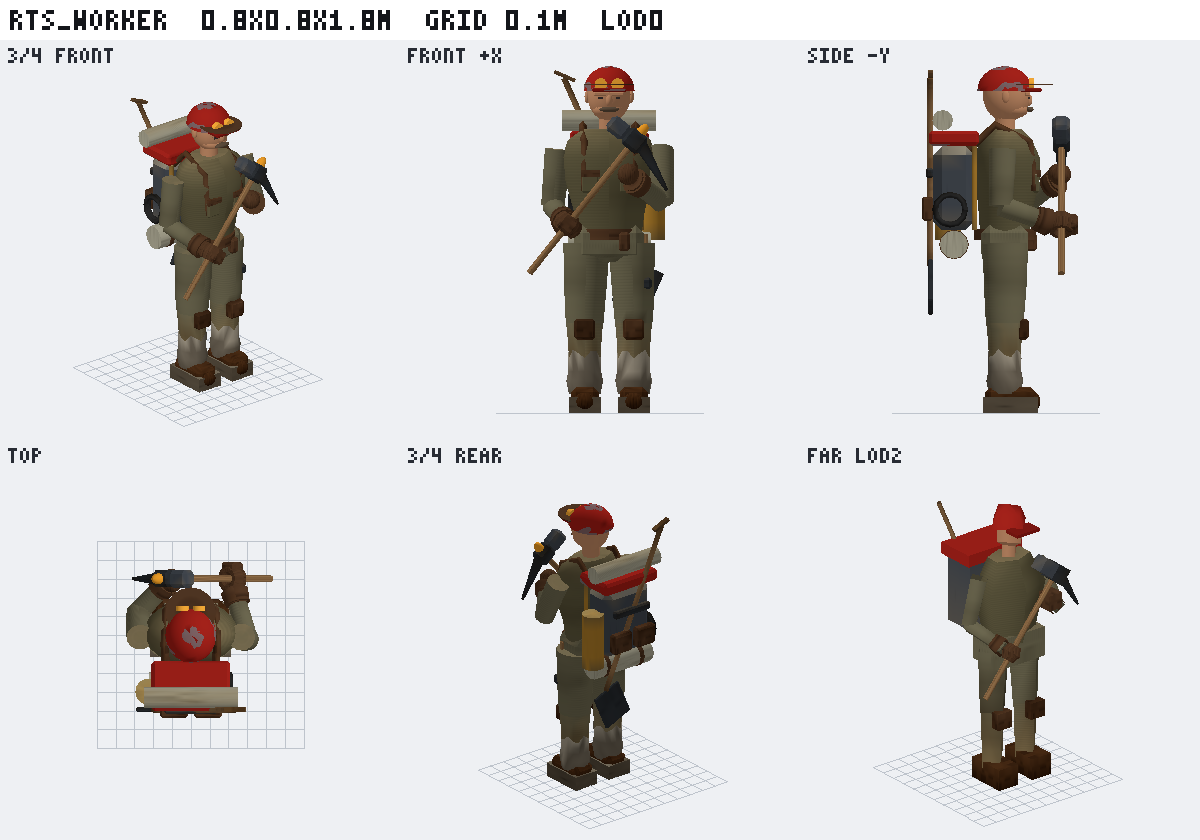 RTS_WORKER 0.8X0.8X1.8M GRID 0.1M LOD0
3/4 FRONT
FRONT +X
SIDE -Y
TOP
3/4 REAR
FAR LOD2